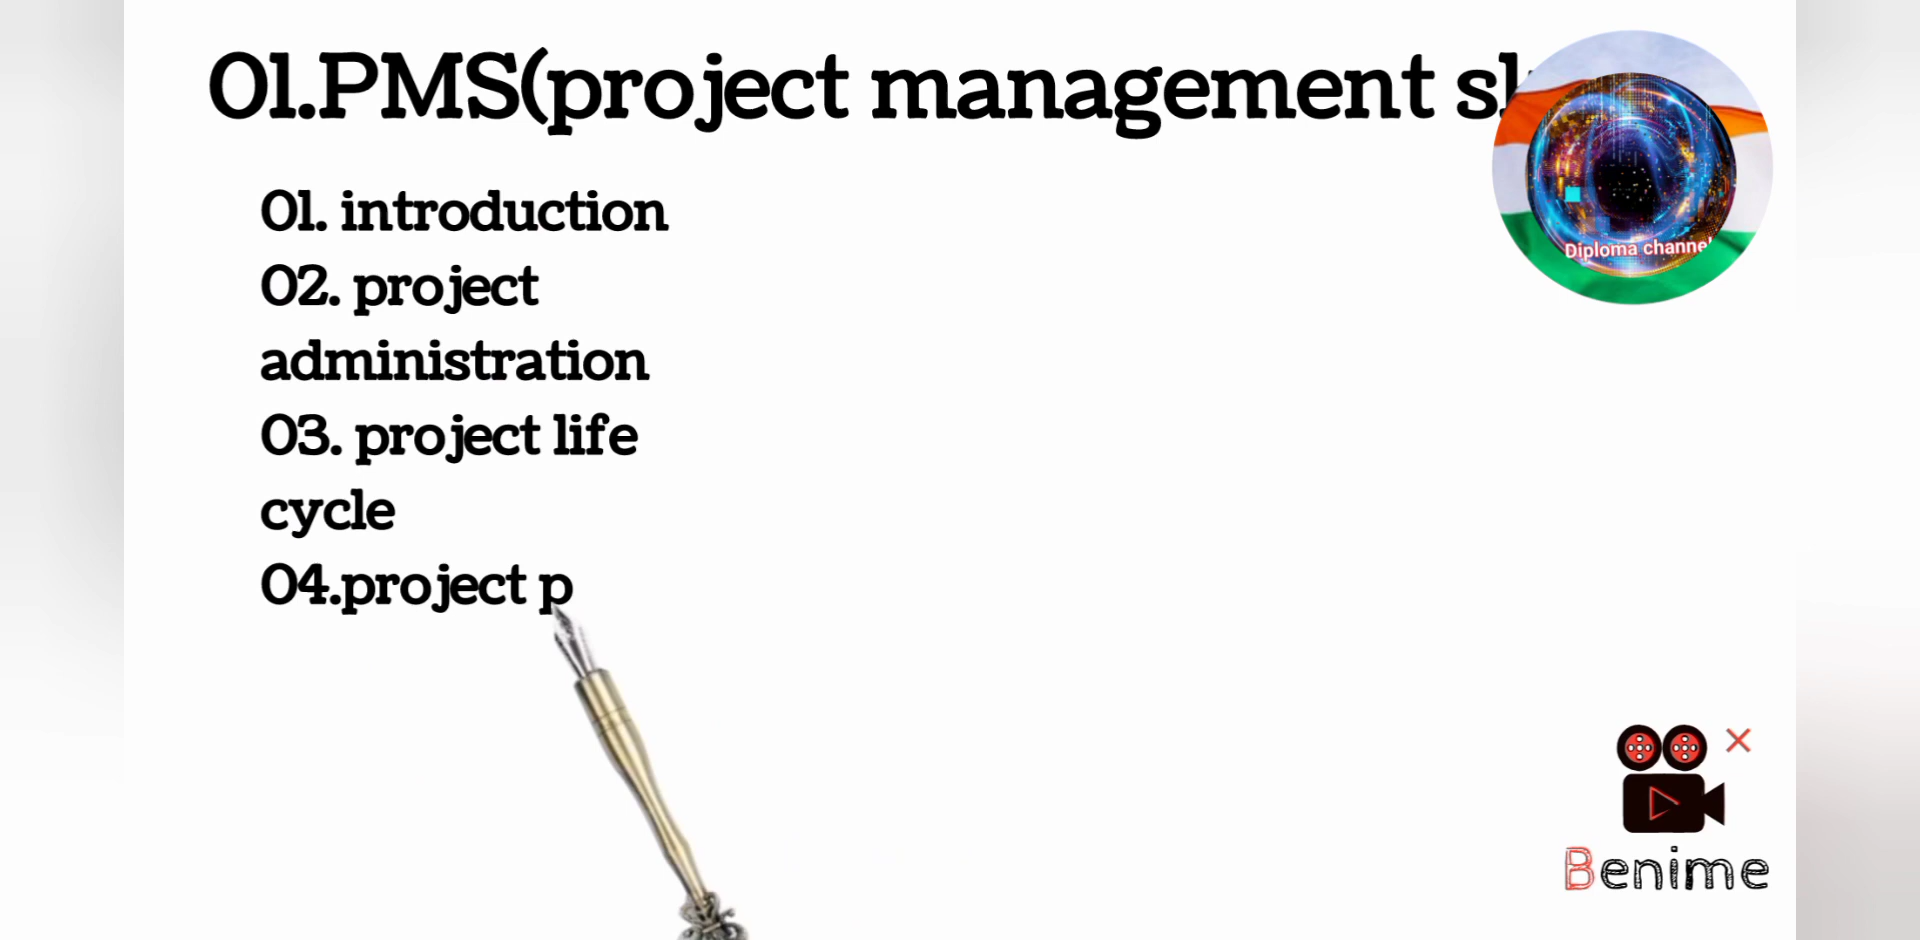 01.PMS(project management
01. introduction
02. project
administration
03. project life
cycle
04.project p
Diploma channel
Benime